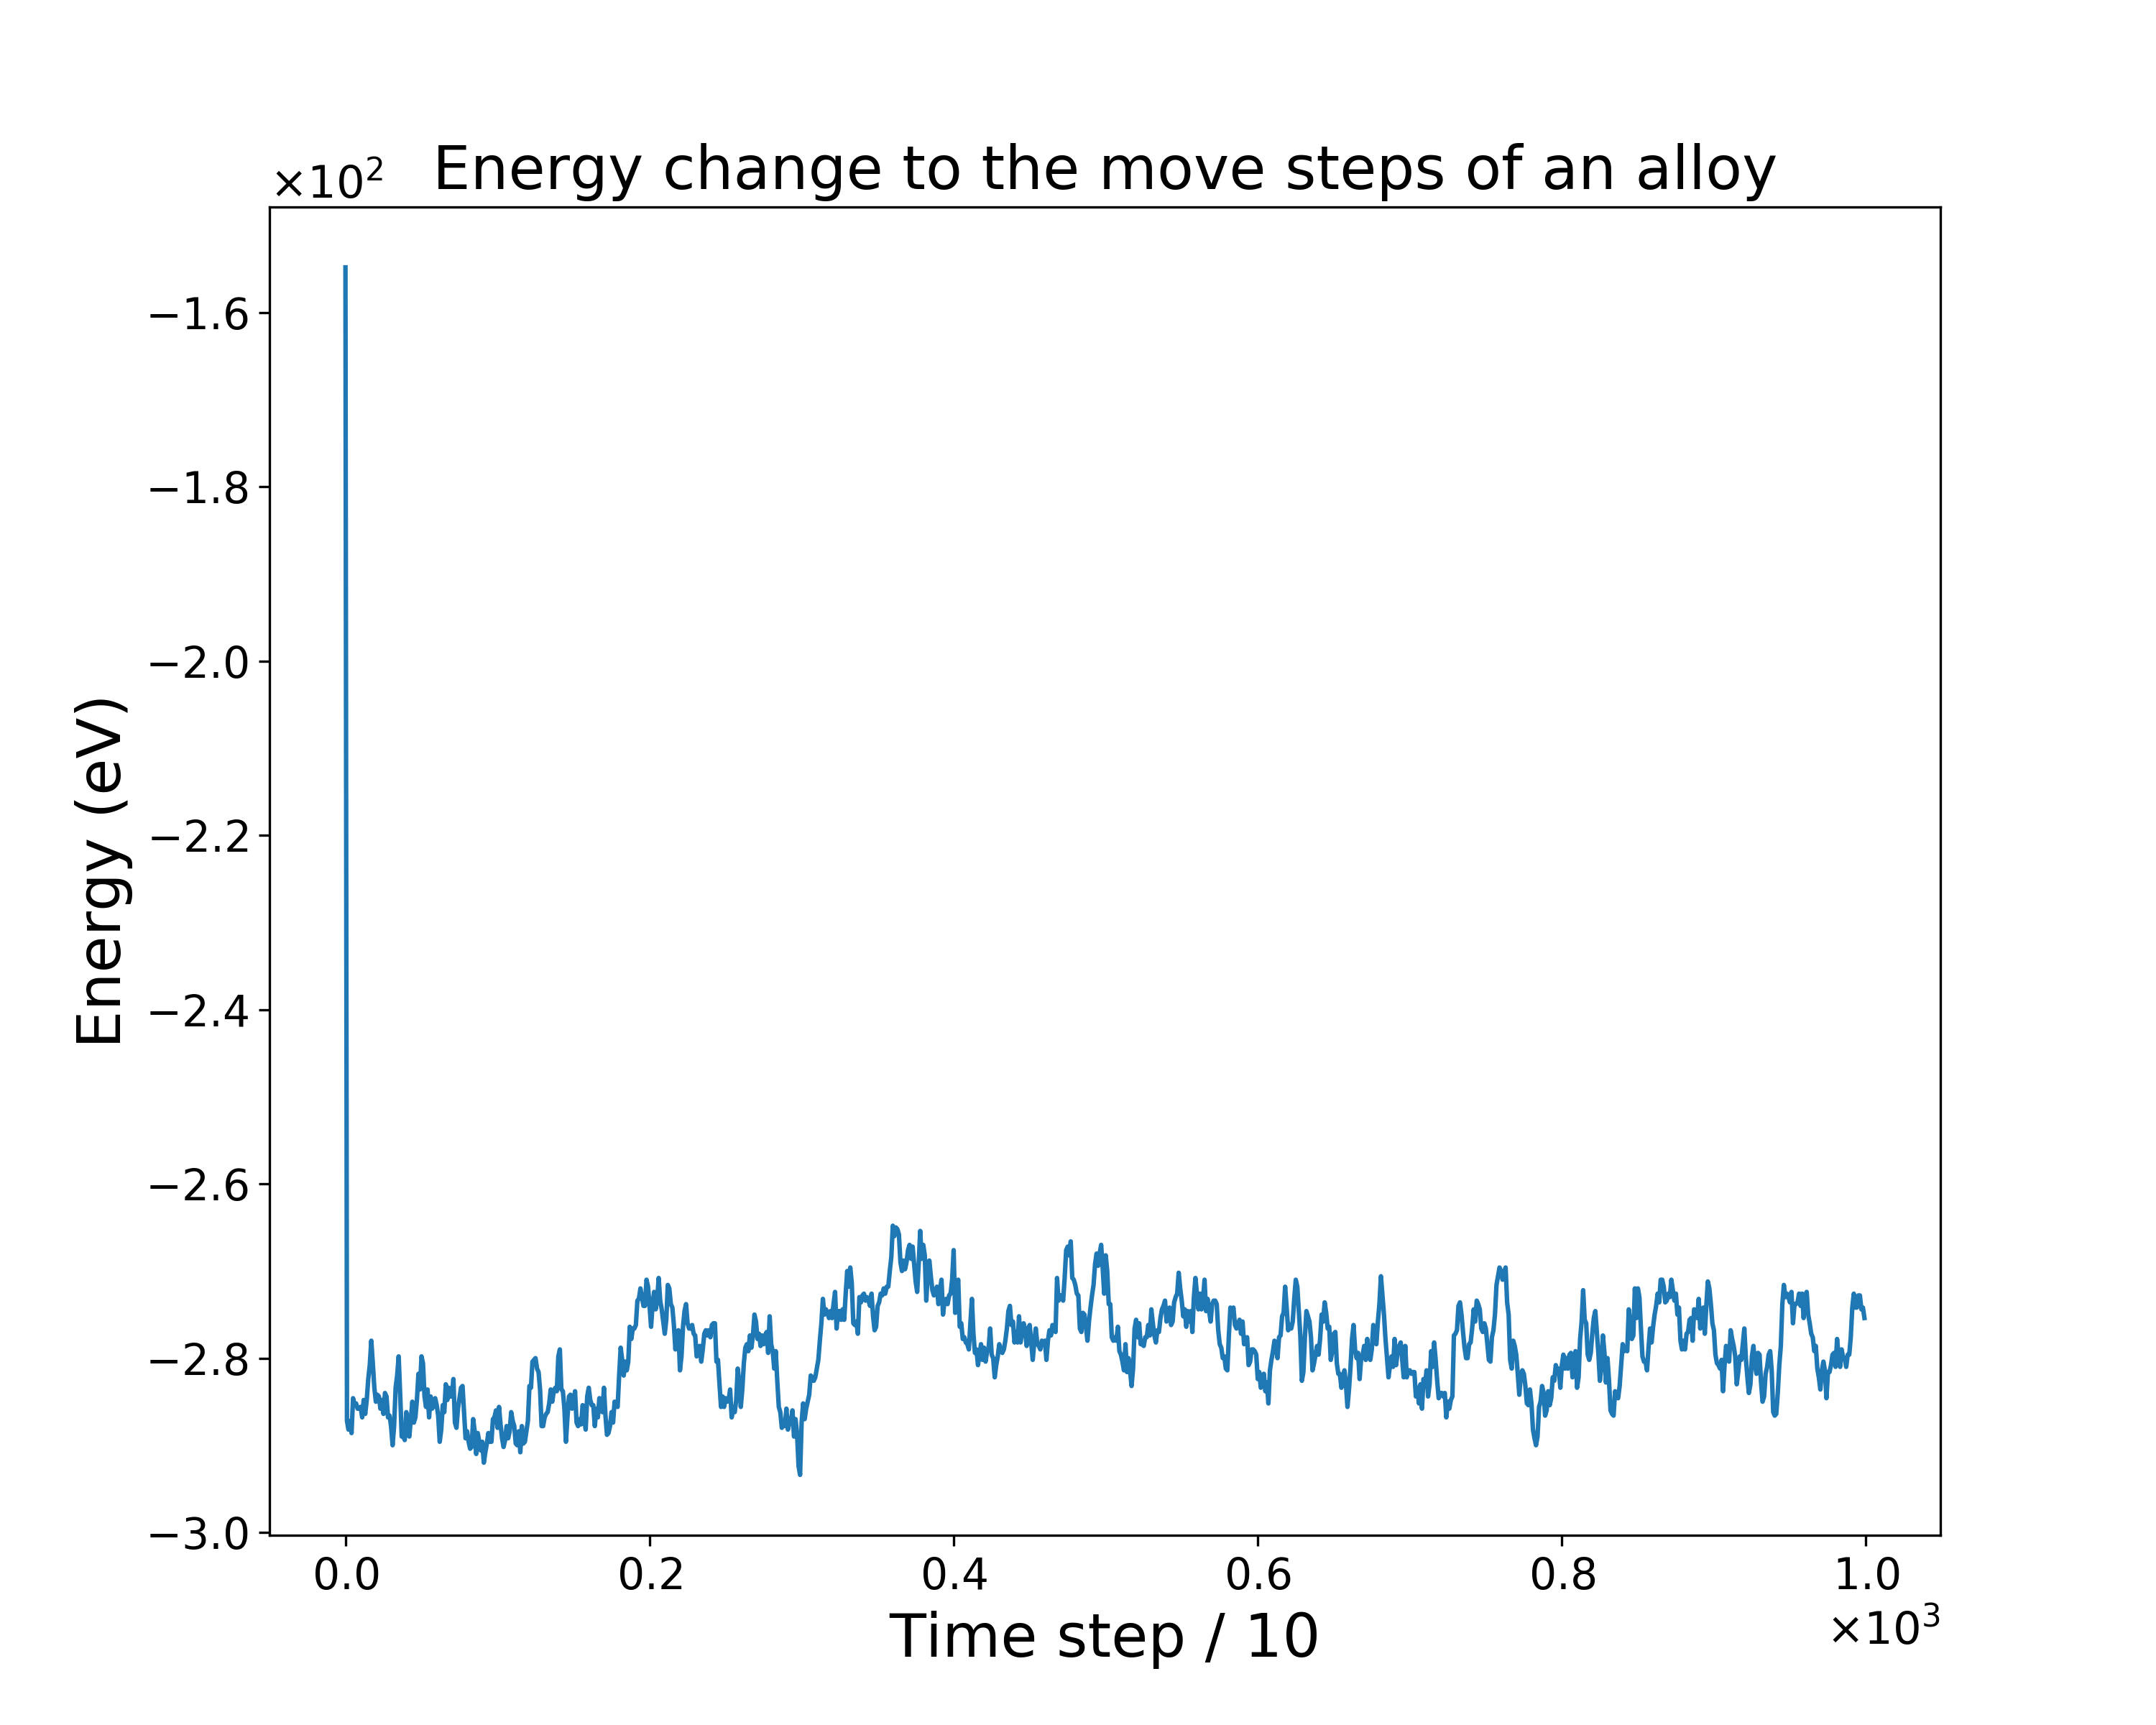 Energy change to the move steps of an alloy
×10²
−1.6
−1.8
−2.0
−2.2
−2.4
−2.6
−2.8
−3.0
Energy (eV)
0.0 0.2 0.4 0.6 0.8 1.0
×10³
Time step / 10